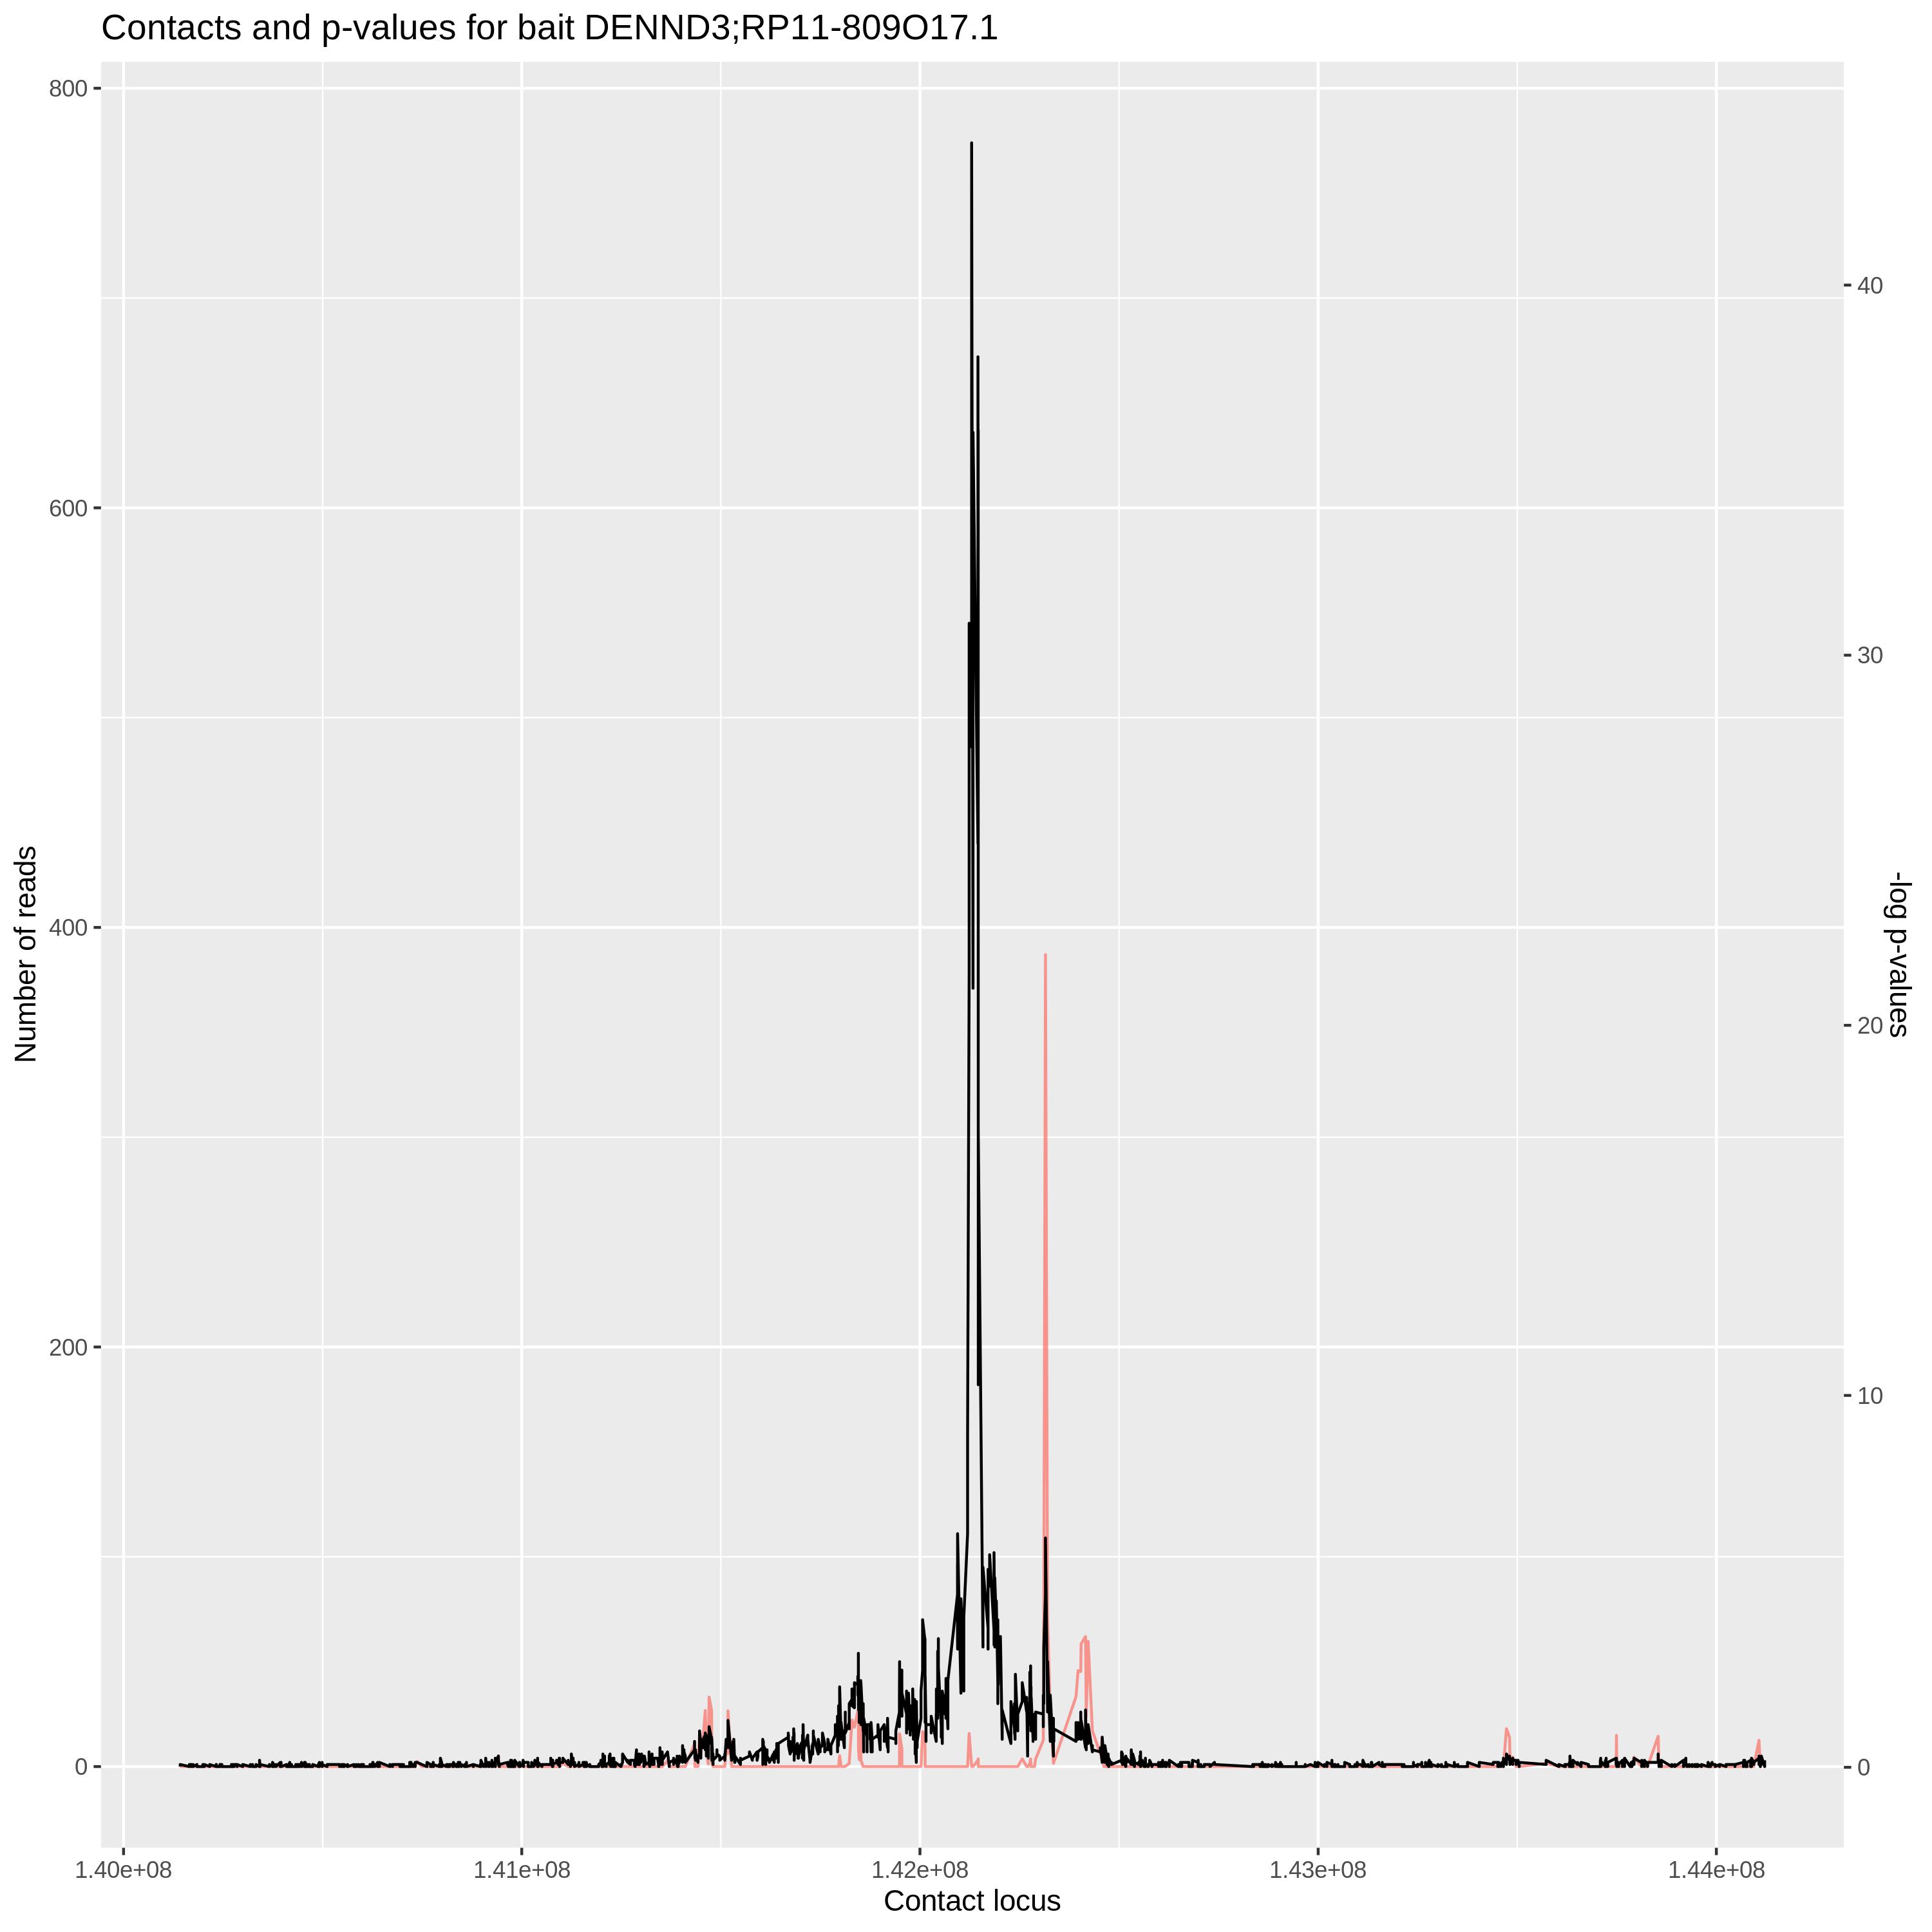 Contacts and p-values for bait DENND3;RP11-809O17.1
800
600
400
200
0
Number of reads
40
30
20
10
0
-log p-values
1.40e+08
1.41e+08
1.42e+08
1.43e+08
1.44e+08
Contact locus